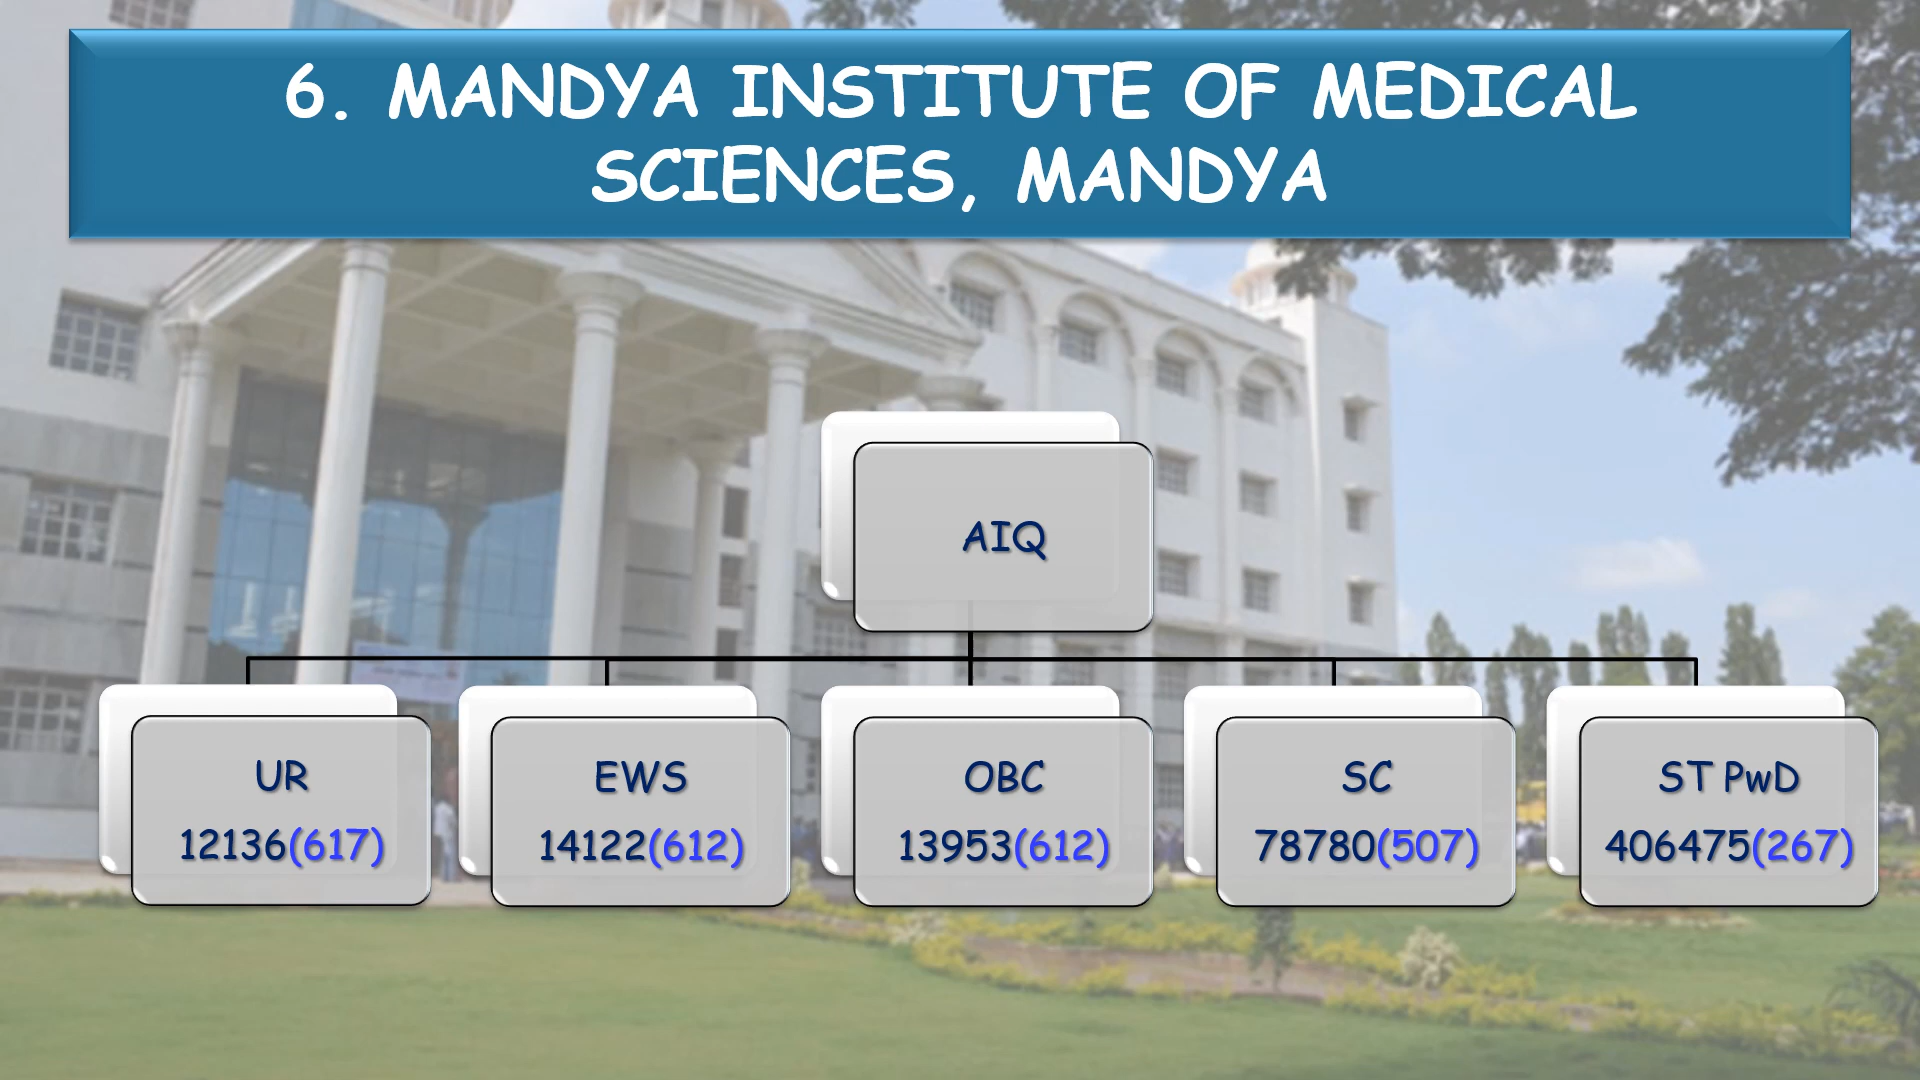 6. MANDYA INSTITUTE OF MEDICAL
SCIENCES, MANDYA
AIQ
UR
12136(617)
EWS
14122(612)
OBC
13953(612)
SC
78780(507)
ST PwD
406475(267)